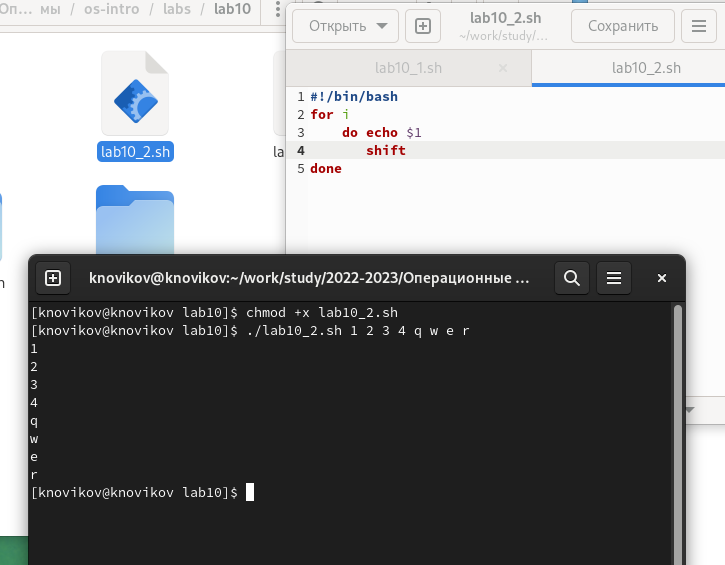 Оп… мы / os-intro / labs / lab10
lab10_2.sh
Открыть
lab10_2.sh
~/work/study/…
Сохранить
lab10_1.sh
lab10_2.sh
1 #!/bin/bash
2 for i
3     do echo $1
4        shift
5 done
knovikov@knovikov:~/work/study/2022-2023/Операционные …
[knovikov@knovikov lab10]$ chmod +x lab10_2.sh
[knovikov@knovikov lab10]$ ./lab10_2.sh 1 2 3 4 q w e r
1
2
3
4
q
w
e
r
[knovikov@knovikov lab10]$